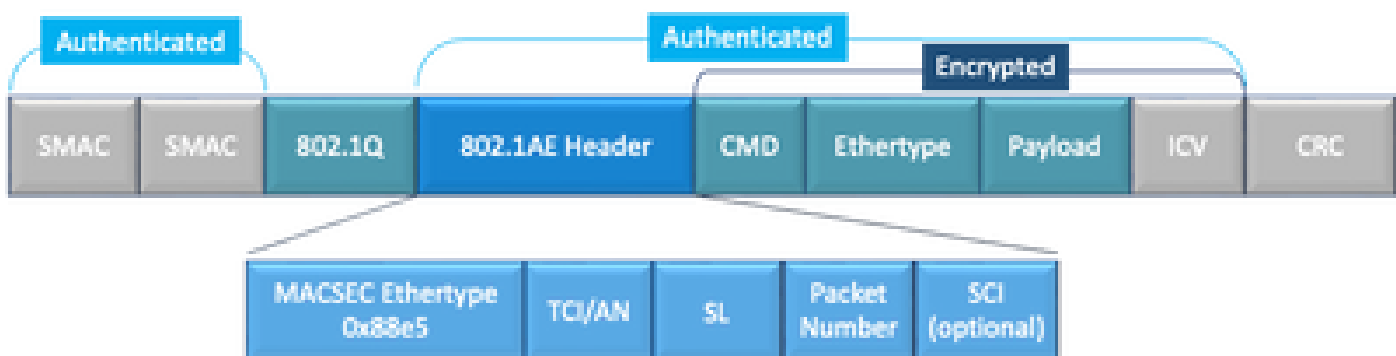 Authenticated
Authenticated
Encrypted
SMAC SMAC 802.1Q 802.1AE Header CMD Ethertype Payload ICV CRC
MACSEC Ethertype
0x88e5
TCI/AN
SL
Packet
Number
SCI
(optional)